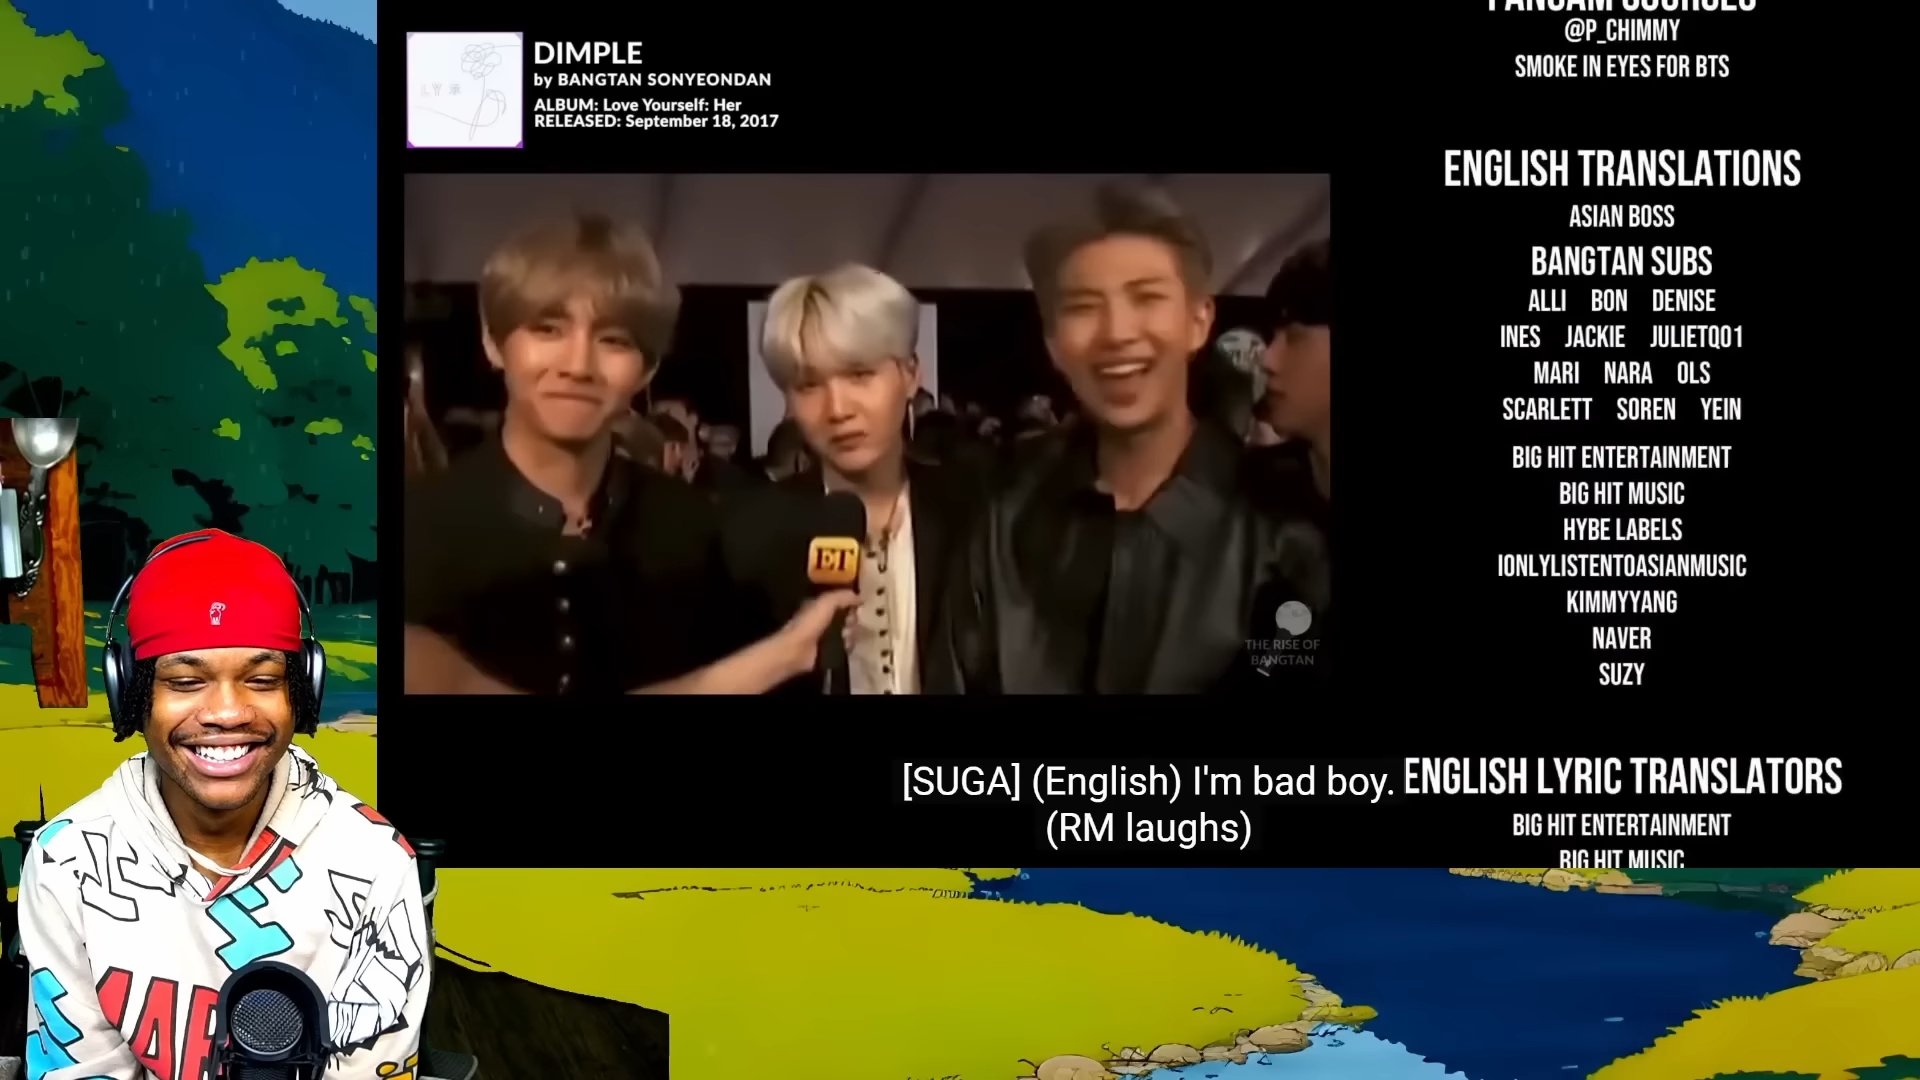 DIMPLE
by BANGTAN SONYEONDAN
ALBUM: Love Yourself: Her
RELEASED: September 18, 2017
ET
THE RISE OF
BANGTAN
[SUGA] (English) I'm bad boy.
(RM laughs)
FANCAM SOURCES
@P_CHIMMY
SMOKE IN EYES FOR BTS
ENGLISH TRANSLATIONS
ASIAN BOSS
BANGTAN SUBS
ALLI BON DENISE
INES JACKIE JULIETQ01
MARI NARA OLS
SCARLETT SOREN YEIN
BIG HIT ENTERTAINMENT
BIG HIT MUSIC
HYBE LABELS
IONLYLISTENTOASIANMUSIC
KIMMYYANG
NAVER
SUZY
ENGLISH LYRIC TRANSLATORS
BIG HIT ENTERTAINMENT
BIG HIT MUSIC